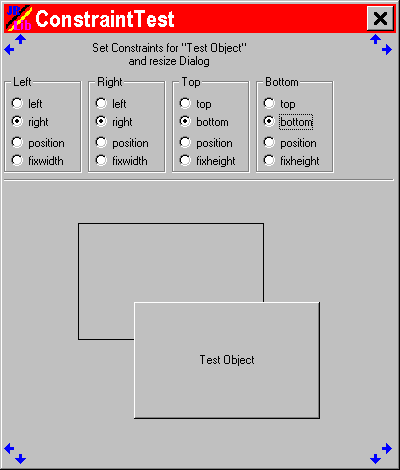 ConstraintTest
Set Constraints for "Test Object"
and resize Dialog
Left Right Top Bottom
left left top top
right right bottom bottom
position position position position
fixwidth fixwidth fixheight fixheight
Test Object